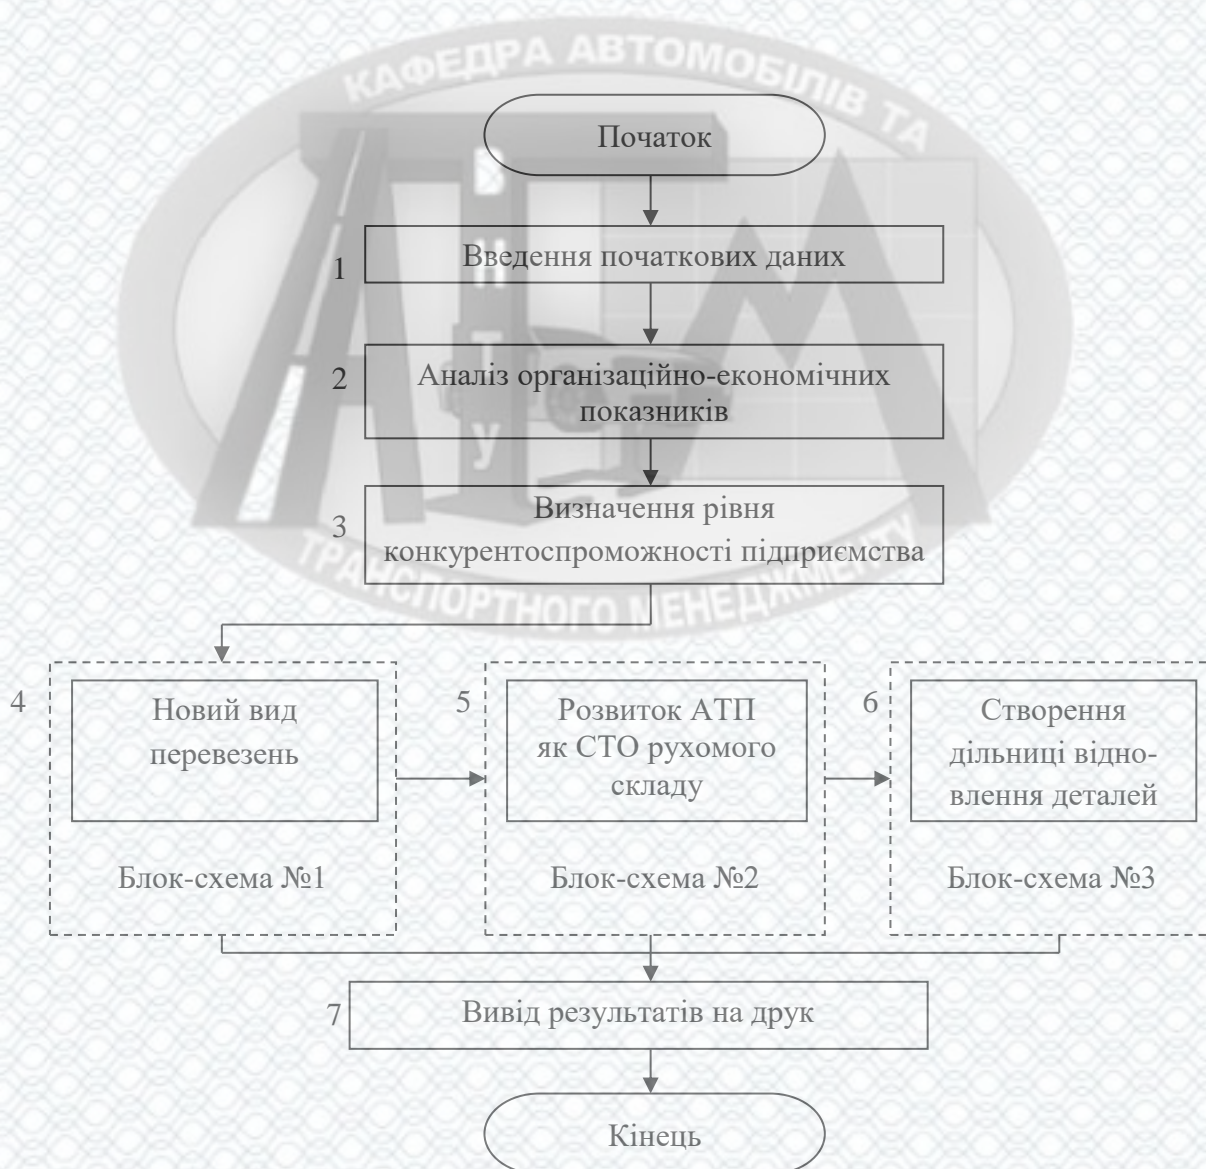 КАФЕДРА АВТОМОБІЛІВ ТА
Початок
В
Н
Т
У
1
Введення початкових даних
2
Аналіз організаційно-економічних
показників
3
Визначення рівня
конкурентоспроможності підприємства
ТРАНСПОРТНОГО МЕНЕДЖМЕНТУ
4
Новий вид
перевезень
Блок-схема №1
5
Розвиток АТП
як СТО рухомого
складу
Блок-схема №2
6
Створення
дільниці відно-
влення деталей
Блок-схема №3
7
Вивід результатів на друк
Кінець